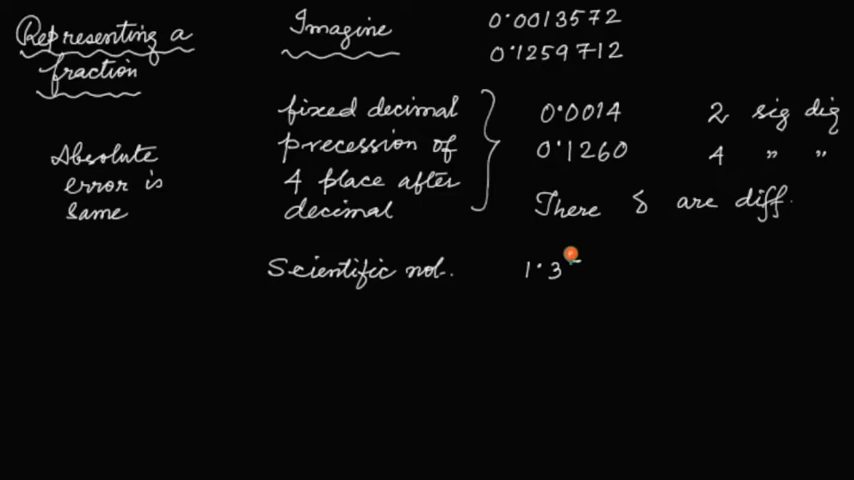 Representing a fraction
Imagine
0.0013572
0.1259712
fixed decimal
precession of
4 place after
decimal
0.0014 2 sig dig
0.1260 4 " "
There δ are diff.
Absolute
error is
same
Scientific not..
1.3